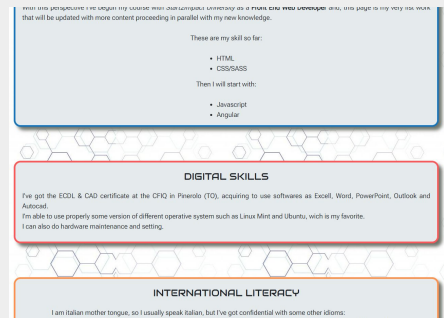 With this perspective I've begun my course with Start2Impact University as a Front End Web Developer and, this page is my very fist work
that will be updated with more content proceeding in parallel with my new knowledge.
These are my skill so far:
• HTML
• CSS/SASS
Then I will start with:
• Javascript
• Angular
DIGITAL SKILLS
I've got the ECDL & CAD certificate at the CFIQ in Pinerolo (TO), acquiring to use softwares as Excell, Word, PowerPoint, Outlook and
Autocad.
I'm able to use properly some version of different operative system such as Linux Mint and Ubuntu, wich is my favorite.
I can also do hardware maintenance and setting.
INTERNATIONAL LITERACY
I am italian mother tongue, so I usually speak italian, but I've got confidential with some other idioms: